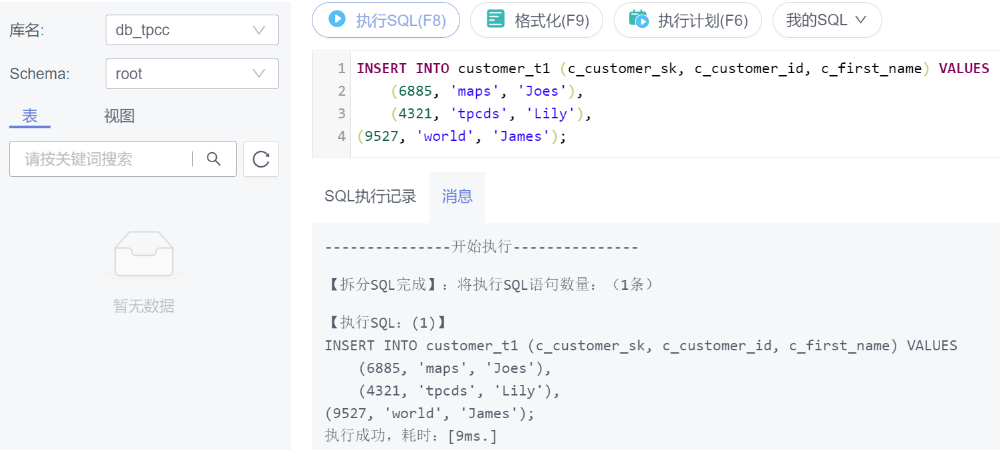 库名:
db_tpcc
Schema:
root
表
视图
请按关键词搜索
暂无数据
执行SQL(F8)
格式化(F9)
执行计划(F6)
我的SQL
1 INSERT INTO customer_t1 (c_customer_sk, c_customer_id, c_first_name) VALUES
2     (6885, 'maps', 'Joes'),
3     (4321, 'tpcds', 'Lily'),
4 (9527, 'world', 'James');
SQL执行记录
消息
---------------开始执行---------------
【拆分SQL完成】：将执行SQL语句数量：（1条）
【执行SQL：(1)】
INSERT INTO customer_t1 (c_customer_sk, c_customer_id, c_first_name) VALUES
    (6885, 'maps', 'Joes'),
    (4321, 'tpcds', 'Lily'),
(9527, 'world', 'James');
执行成功，耗时：[9ms.]